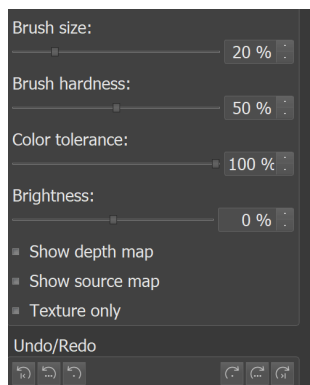 Brush size:
20 %
Brush hardness:
50 %
Color tolerance:
100 %
Brightness:
0 %
Show depth map
Show source map
Texture only
Undo/Redo